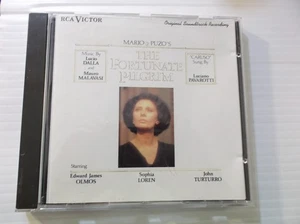 RCA VICTOR
Original Soundtrack Recording
MARIO PUZO'S
THE
FORTUNATE
PILGRIM
Music By
Lucio
DALLA
and
Mauro
MALAVASI
"CARUSO"
Sung By
Luciano
PAVAROTTI
Starring
Edward James
OLMOS
Sophia
LOREN
John
TURTURRO